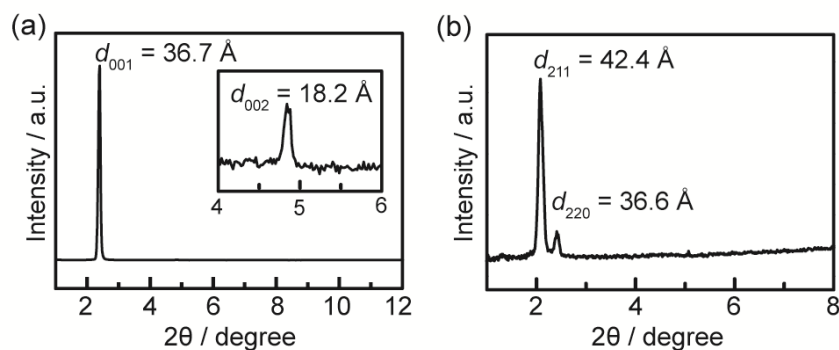 (a)
d001 = 36.7 Å
d002 = 18.2 Å
4 5 6
Intensity / a.u.
2 4 6 8 10 12
2θ / degree
(b)
d211 = 42.4 Å
d220 = 36.6 Å
Intensity / a.u.
2 4 6 8
2θ / degree